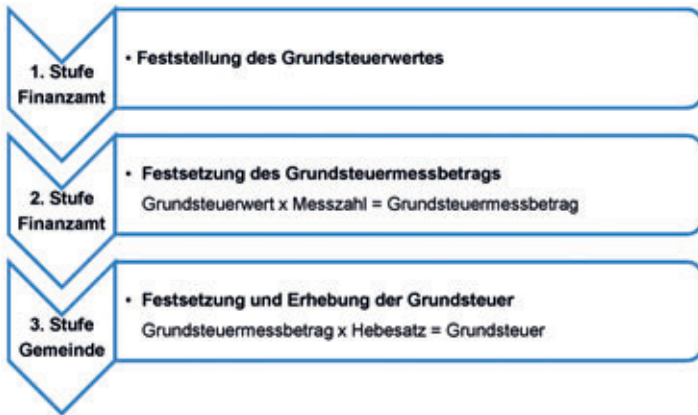 1. Stufe
Finanzamt
• Feststellung des Grundsteuerwertes
2. Stufe
Finanzamt
• Festsetzung des Grundsteuermessbetrags
Grundsteuerwert x Messzahl = Grundsteuermessbetrag
3. Stufe
Gemeinde
• Festsetzung und Erhebung der Grundsteuer
Grundsteuermessbetrag x Hebesatz = Grundsteuer